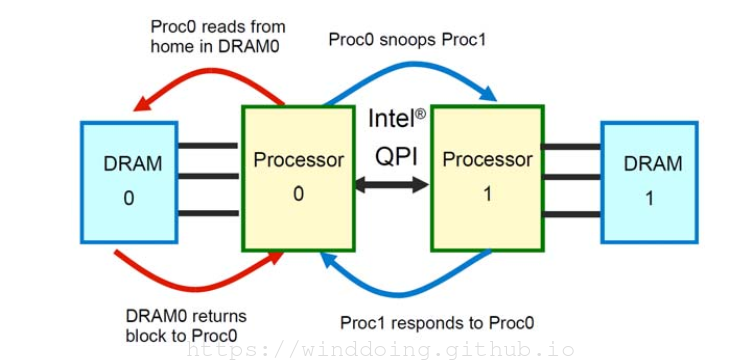 Proc0 reads from
home in DRAM0
Proc0 snoops Proc1
Intel®
QPI
DRAM
0
Processor
0
Processor
1
DRAM
1
DRAM0 returns
block to Proc0
Proc1 responds to Proc0
https://winddoing.github.io